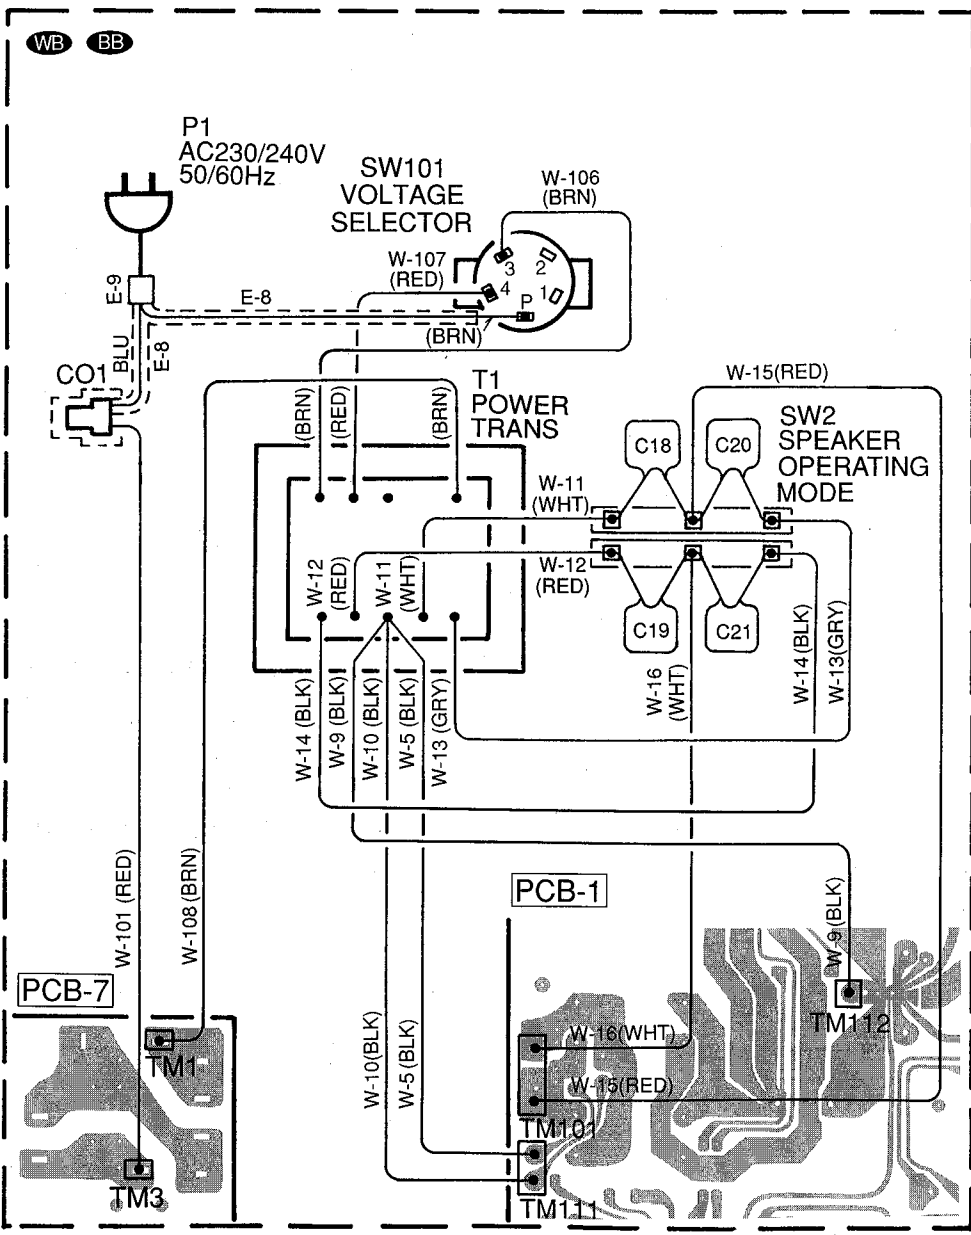 WB BB
P1
AC230/240V
50/60Hz
SW101
VOLTAGE
SELECTOR
W-106
(BRN)
W-107
(RED)
3
2
4
1
P
E-9
E-8
(BRN)
BLU
E-8
CO1
T1
POWER
TRANS
(BRN)
(RED)
(BRN)
W-15(RED)
SW2
SPEAKER
OPERATING
MODE
C18
C20
W-11
(WHT)
W-12
(RED)
C19
C21
W-12
(RED)
W-11
(WHT)
W-14 (BLK)
W-9 (BLK)
W-10 (BLK)
W-5 (BLK)
W-13 (GRY)
W-16
(WHT)
W-14 (BLK)
W-13(GRY)
W-101 (RED)
W-108 (BRN)
PCB-1
W-9 (BLK)
PCB-7
TM112
TM1
W-16(WHT)
W-10(BLK)
W-5(BLK)
W-15(RED)
TM101
TM3
TM111